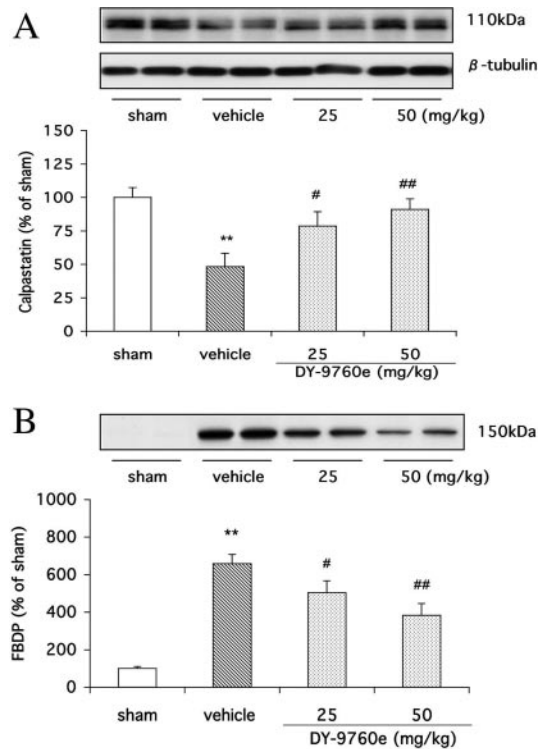 A
110kDa
β-tubulin
sham vehicle 25 50 (mg/kg)
Calpastatin (% of sham)
150
125
100
75
50
25
0
**
#
##
sham vehicle 25 50
DY-9760e (mg/kg)
B
150kDa
sham vehicle 25 50 (mg/kg)
FBDP (% of sham)
1000
800
600
400
200
0
**
#
##
sham vehicle 25 50
DY-9760e (mg/kg)